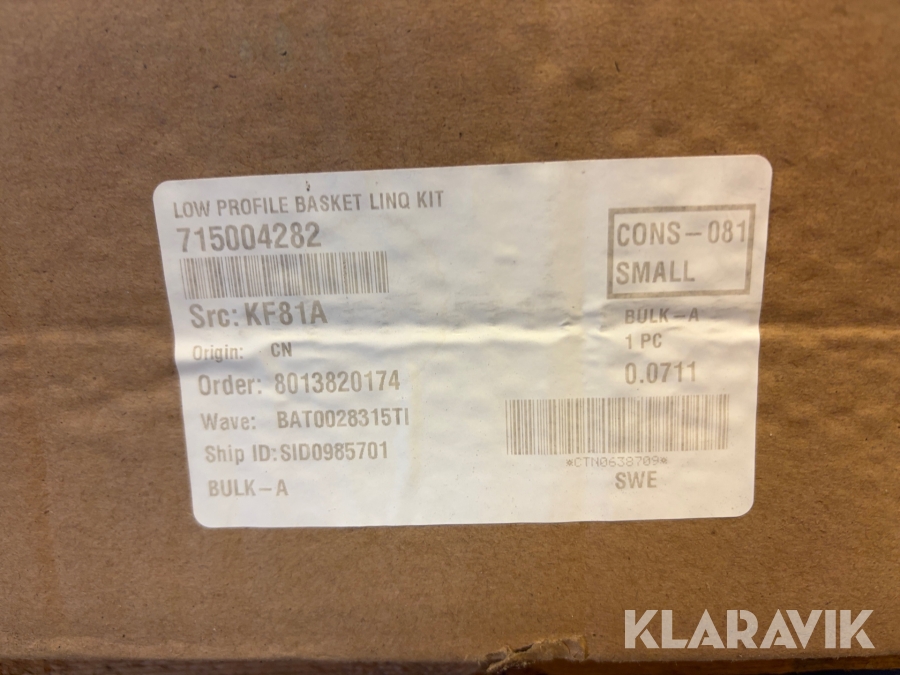 LOW PROFILE BASKET LINQ KIT
715004282
Src: KF81A
Origin: CN
Order: 8013820174
Wave: BAT0028315TI
Ship ID: SID0985701
BULK-A
CONS-081
SMALL
BULK-A
1 PC
0.0711
*CTN0638709*
SWE
KLARAVIK